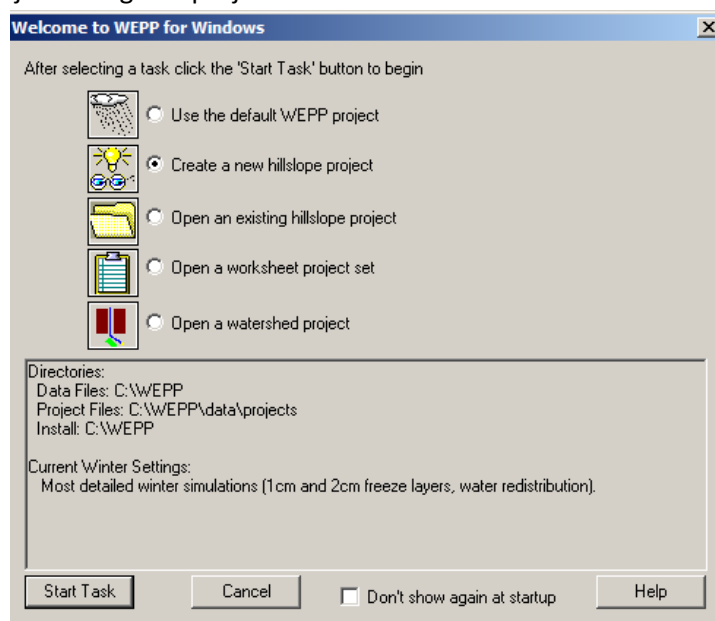 Welcome to WEPP for Windows
After selecting a task click the 'Start Task' button to begin
Use the default WEPP project
Create a new hillslope project
Open an existing hillslope project
Open a worksheet project set
Open a watershed project
Directories:
Data Files: C:\WEPP
Project Files: C:\WEPP\data\projects
Install: C:\WEPP
Current Winter Settings:
Most detailed winter simulations (1cm and 2cm freeze layers, water redistribution).
Start Task Cancel Don't show again at startup Help